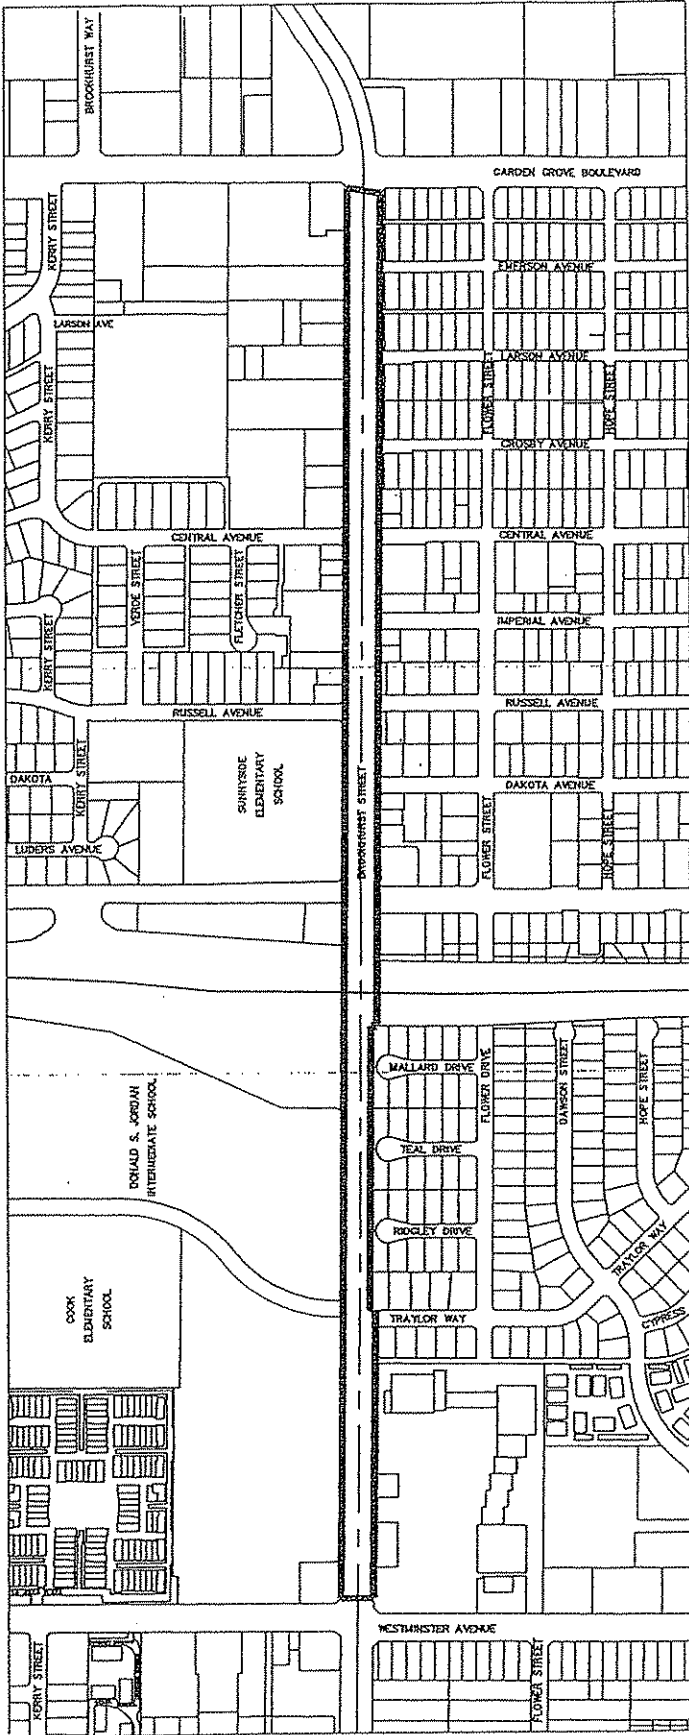 BROOKHURST WAY
GARDEN GROVE BOULEVARD
KERRY STREET
EMERSON AVENUE
LARSON AVE
LARSON AVENUE
KERRY STREET
FLOWER STREET
HOPE STREET
CROSBY AVENUE
CENTRAL AVENUE
CENTRAL AVENUE
VERDE STREET
FLETCHER STREET
IMPERIAL AVENUE
KERRY STREET
RUSSELL AVENUE
RUSSELL AVENUE
KERRY STREET
SUNNYSIDE
ELEMENTARY
SCHOOL
BROOKHURST STREET
DAKOTA
DAKOTA AVENUE
LUDERS AVENUE
FLOWER STREET
HOPE STREET
MALLARD DRIVE
FLOWER DRIVE
DAWSON STREET
HOPE STREET
DONALD S. JORDAN
INTERMEDIATE SCHOOL
TEAL DRIVE
RIDGLEY DRIVE
TRAYLOR WAY
COOK
ELEMENTARY
SCHOOL
TRAYLOR WAY
CYPRESS
WESTMINSTER AVENUE
KERRY STREET
FLOWER STREET